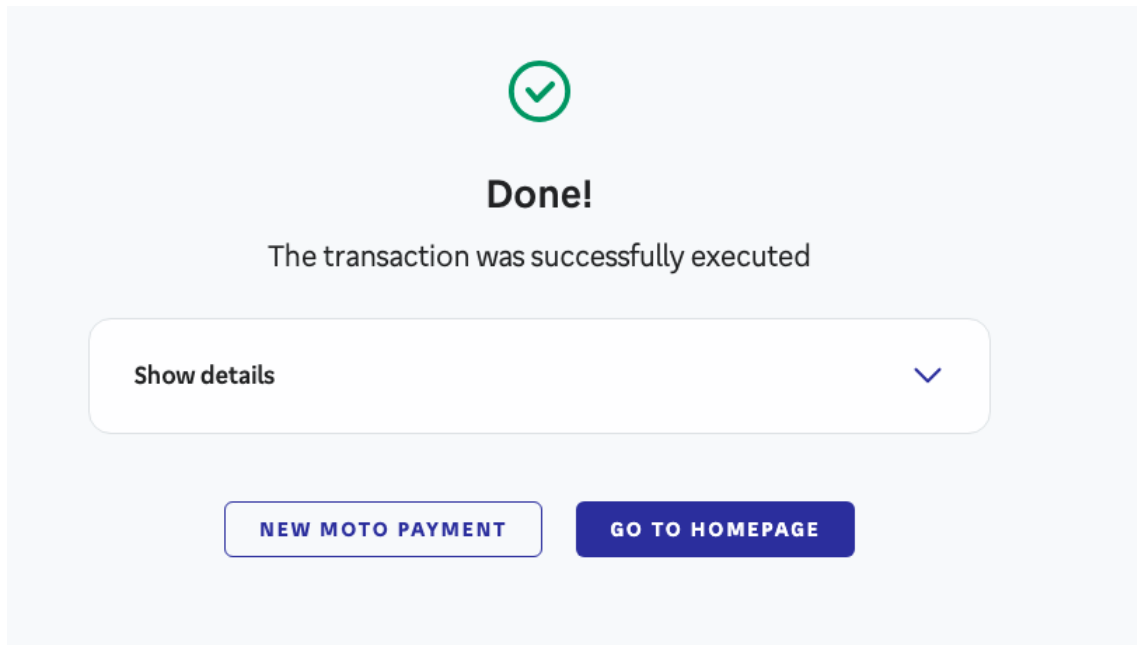 Done!
The transaction was successfully executed
Show details
NEW MOTO PAYMENT
GO TO HOMEPAGE